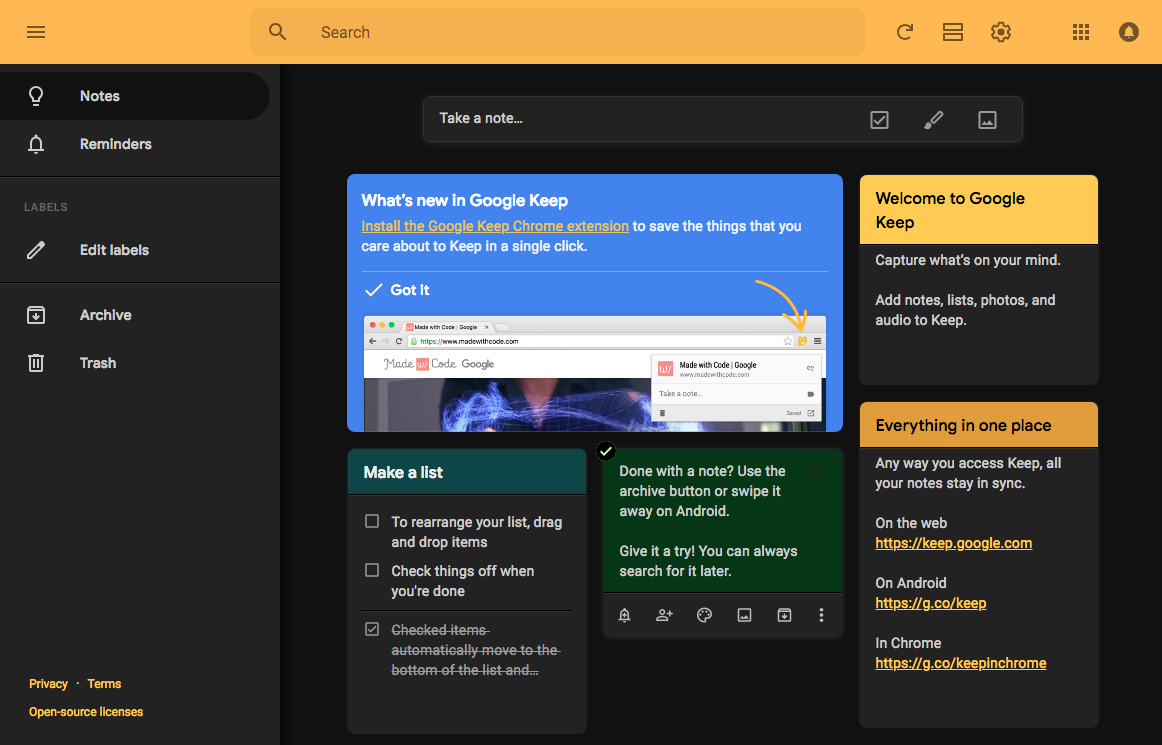 Search
Notes
Reminders
LABELS
Edit labels
Archive
Trash
Privacy · Terms
Open-source licenses
Take a note...
What's new in Google Keep
Install the Google Keep Chrome extension to save the things that you
care about to Keep in a single click.
Got it
Made with Code | Google
https://www.madewithcode.com
Made w/ Code Google
w/ Made with Code | Google
www.madewithcode.com
Take a note...
Saved
Make a list
To rearrange your list, drag
and drop items
Check things off when
you're done
Checked items
automatically move to the
bottom of the list and...
Done with a note? Use the
archive button or swipe it
away on Android.
Give it a try! You can always
search for it later.
Welcome to Google
Keep
Capture what's on your mind.
Add notes, lists, photos, and
audio to Keep.
Everything in one place
Any way you access Keep, all
your notes stay in sync.
On the web
https://keep.google.com
On Android
https://g.co/keep
In Chrome
https://g.co/keepinchrome